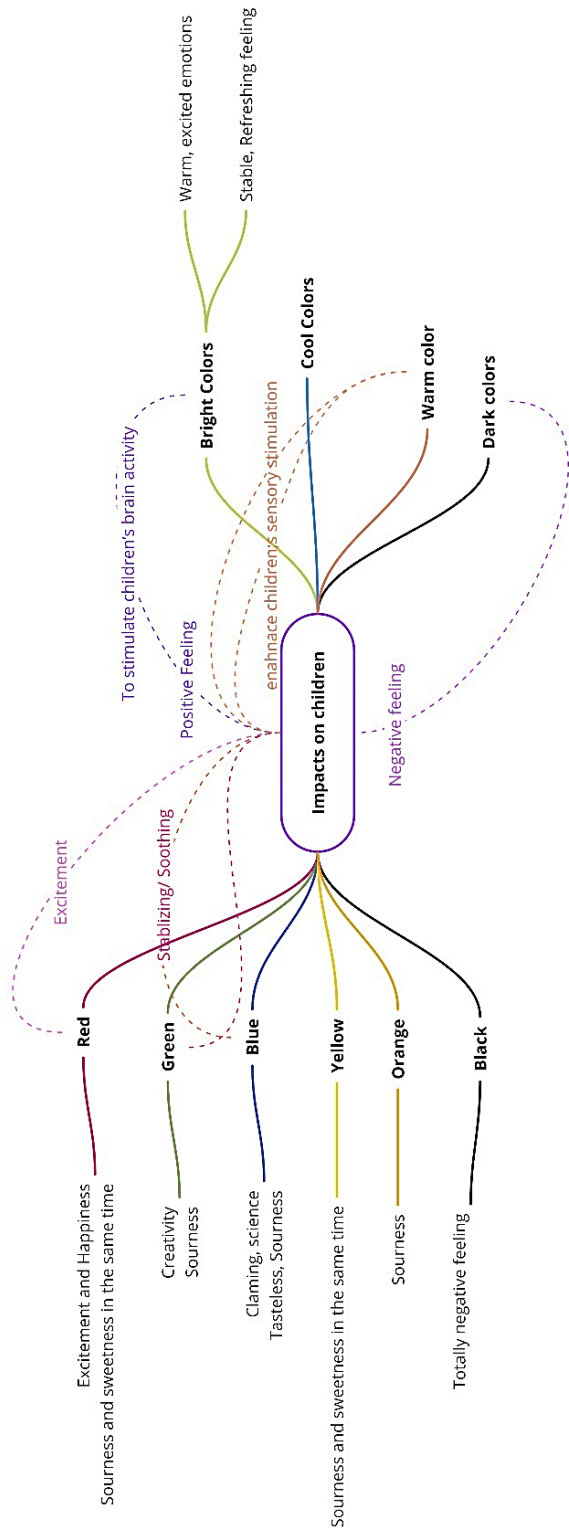 Excitement and Happiness
Sourness and sweetness in the same time
Red
Excitement
Creativity
Sourness
Green
Stablizing/ Soothing
Claming, science
Tasteless, Sourness
Blue
Sourness and sweetness in the same time
Yellow
Sourness
Orange
Totally negative feeling
Black
Impacts on children
Positive Feeling
To stimulate children's brain activity
enahnace children's sensory stimulation
Negative feeling
Bright Colors
Warm, excited emotions
Stable, Refreshing feeling
Cool Colors
Warm color
Dark colors